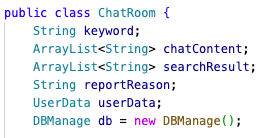 public class ChatRoom {
    String keyword;
    ArrayList<String> chatContent;
    ArrayList<String> searchResult;
    String reportReason;
    UserData userData;
    DBManage db = new DBManage();